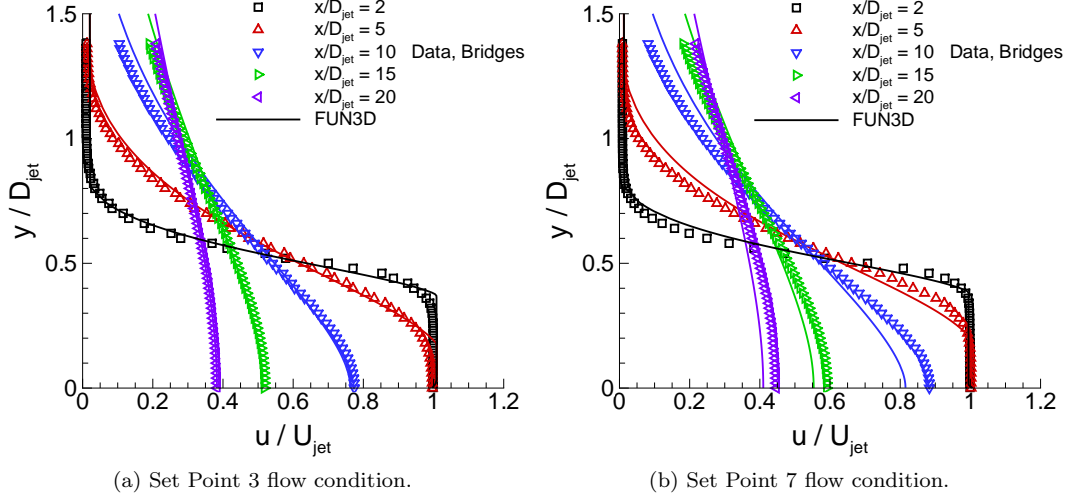 x/D_jet = 2
x/D_jet = 5
x/D_jet = 10 Data, Bridges
x/D_jet = 15
x/D_jet = 20
FUN3D
y / D_jet
1.5
1
0.5
0
0 0.2 0.4 0.6 0.8 1 1.2
u / U_jet
(a) Set Point 3 flow condition.
x/D_jet = 2
x/D_jet = 5
x/D_jet = 10 Data, Bridges
x/D_jet = 15
x/D_jet = 20
FUN3D
y / D_jet
1.5
1
0.5
0
0 0.2 0.4 0.6 0.8 1 1.2
u / U_jet
(b) Set Point 7 flow condition.